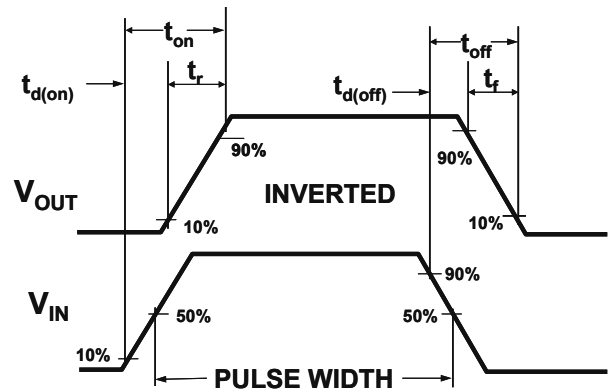 t_on
t_off
t_d(on)
t_r
t_d(off)
t_f
90%
90%
V_OUT
INVERTED
10%
10%
90%
V_IN
50%
50%
10%
PULSE WIDTH